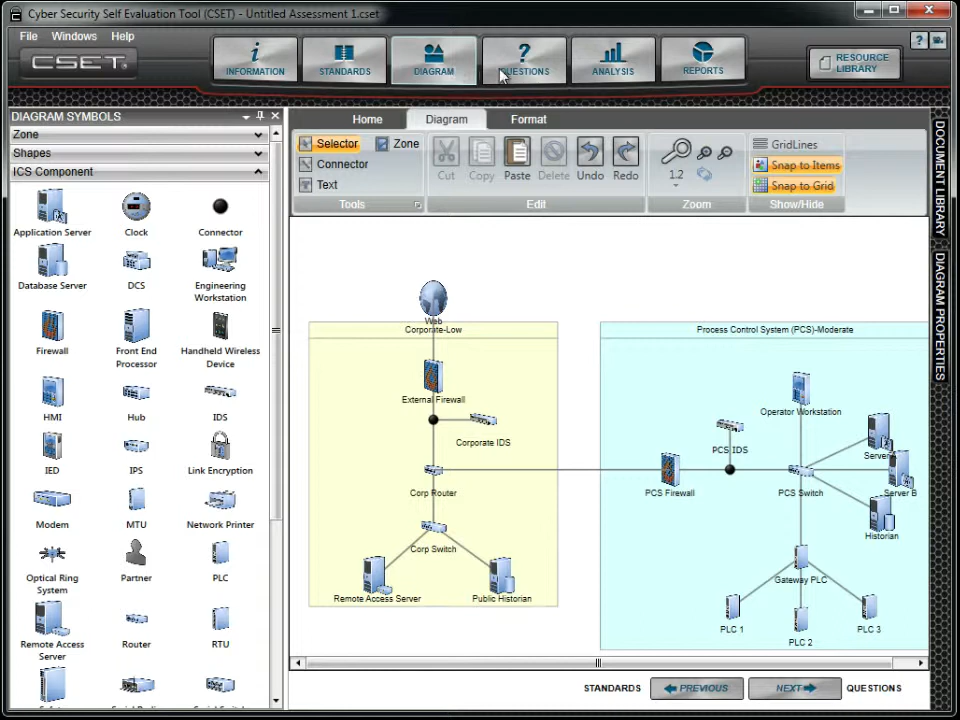 Cyber Security Self Evaluation Tool (CSET) - Untitled Assessment 1.cset
File Windows Help
CSET
INFORMATION
STANDARDS
DIAGRAM
QUESTIONS
ANALYSIS
REPORTS
RESOURCE
LIBRARY
DIAGRAM SYMBOLS
Zone
Shapes
ICS Component
Application Server
Clock
Connector
Database Server
DCS
Engineering
Workstation
Firewall
Front End
Processor
Handheld Wireless
Device
HMI
Hub
IDS
IED
IPS
Link Encryption
Modem
MTU
Network Printer
Optical Ring
System
Partner
PLC
Remote Access
Server
Router
RTU
Home
Diagram
Format
Selector
Zone
Connector
Text
Tools
Cut
Copy
Paste
Delete
Undo
Redo
Edit
1.2
Zoom
GridLines
Snap to Items
Snap to Grid
Show/Hide
Web
Corporate-Low
External Firewall
Corporate IDS
Corp Router
Corp Switch
Remote Access Server
Public Historian
Process Control System (PCS)-Moderate
Operator Workstation
PCS IDS
Server
PCS Firewall
PCS Switch
Server B
Historian
Gateway PLC
PLC 1
PLC 2
PLC 3
STANDARDS
PREVIOUS
NEXT
QUESTIONS
DOCUMENT LIBRARY
DIAGRAM PROPERTIES